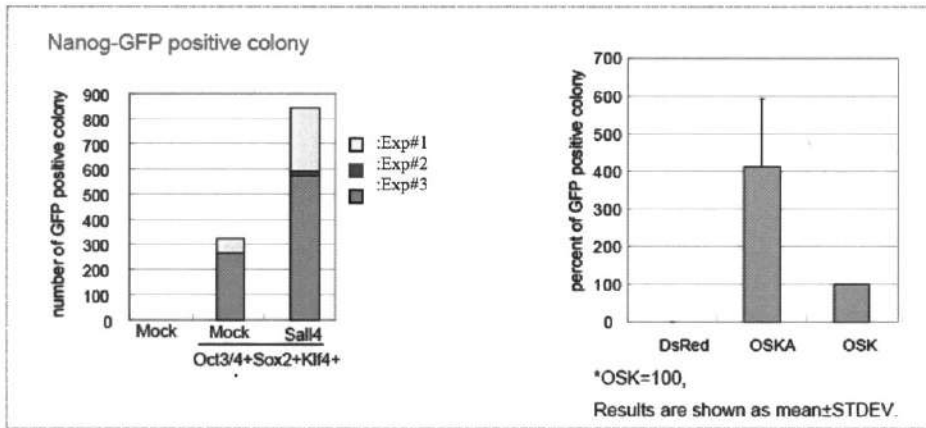 Nanog-GFP positive colony
number of GFP positive colony
900
800
700
600
500
400
300
200
100
0
Mock
Mock
Sall4
Oct3/4+Sox2+Klf4+
:Exp#1
:Exp#2
:Exp#3
percent of GFP positive colony
700
600
500
400
300
200
100
0
DsRed
OSKA
OSK
*OSK=100,
Results are shown as mean±STDEV.